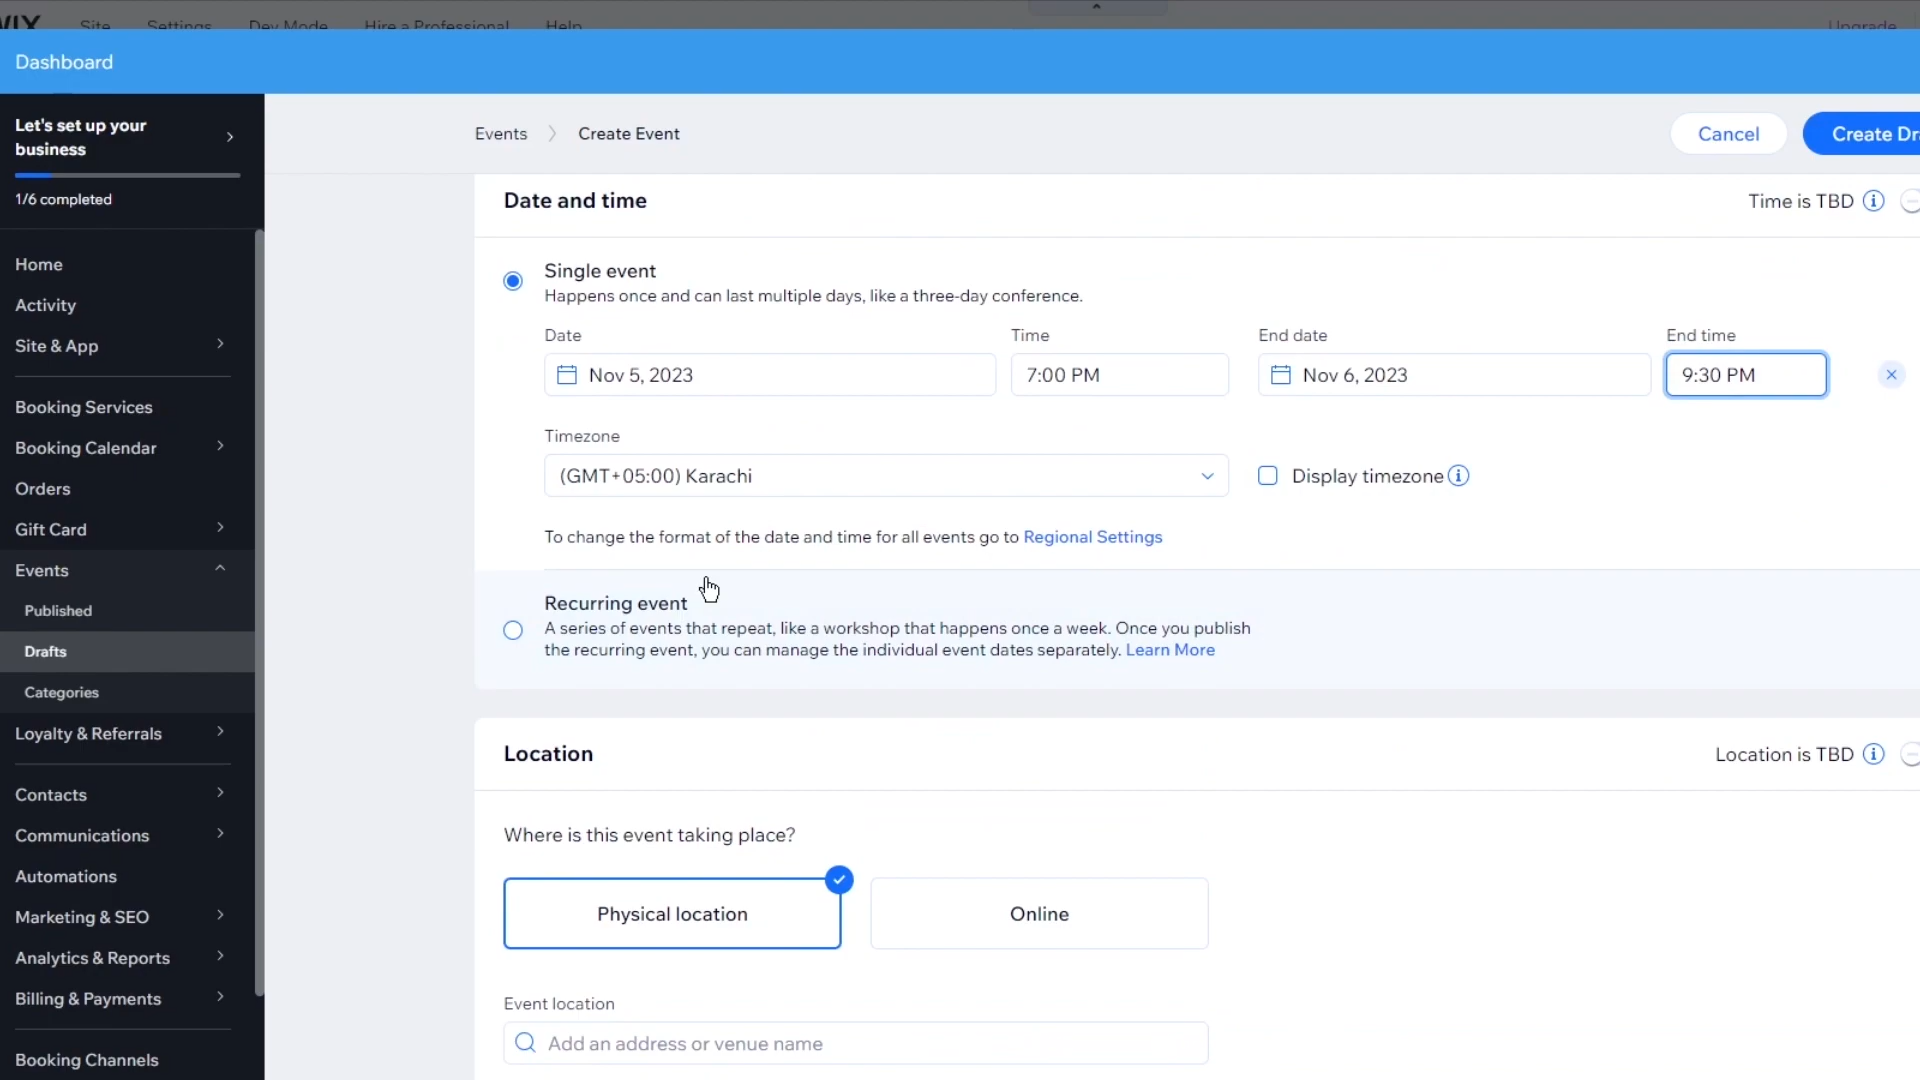 WIX Site Settings Dev Mode Hire a Professional Help Upgrade
Dashboard
Let's set up your
business
1/6 completed
Home
Activity
Site & App
Booking Services
Booking Calendar
Orders
Gift Card
Events
Published
Drafts
Categories
Loyalty & Referrals
Contacts
Communications
Automations
Marketing & SEO
Analytics & Reports
Billing & Payments
Booking Channels
Events Create Event Cancel Create Dra
Date and time Time is TBD
Single event
Happens once and can last multiple days, like a three-day conference.
Date Time End date End time
Nov 5, 2023 7:00 PM Nov 6, 2023 9:30 PM
Timezone
(GMT+05:00) Karachi Display timezone
To change the format of the date and time for all events go to Regional Settings
Recurring event
A series of events that repeat, like a workshop that happens once a week. Once you publish
the recurring event, you can manage the individual event dates separately. Learn More
Location Location is TBD
Where is this event taking place?
Physical location Online
Event location
Add an address or venue name